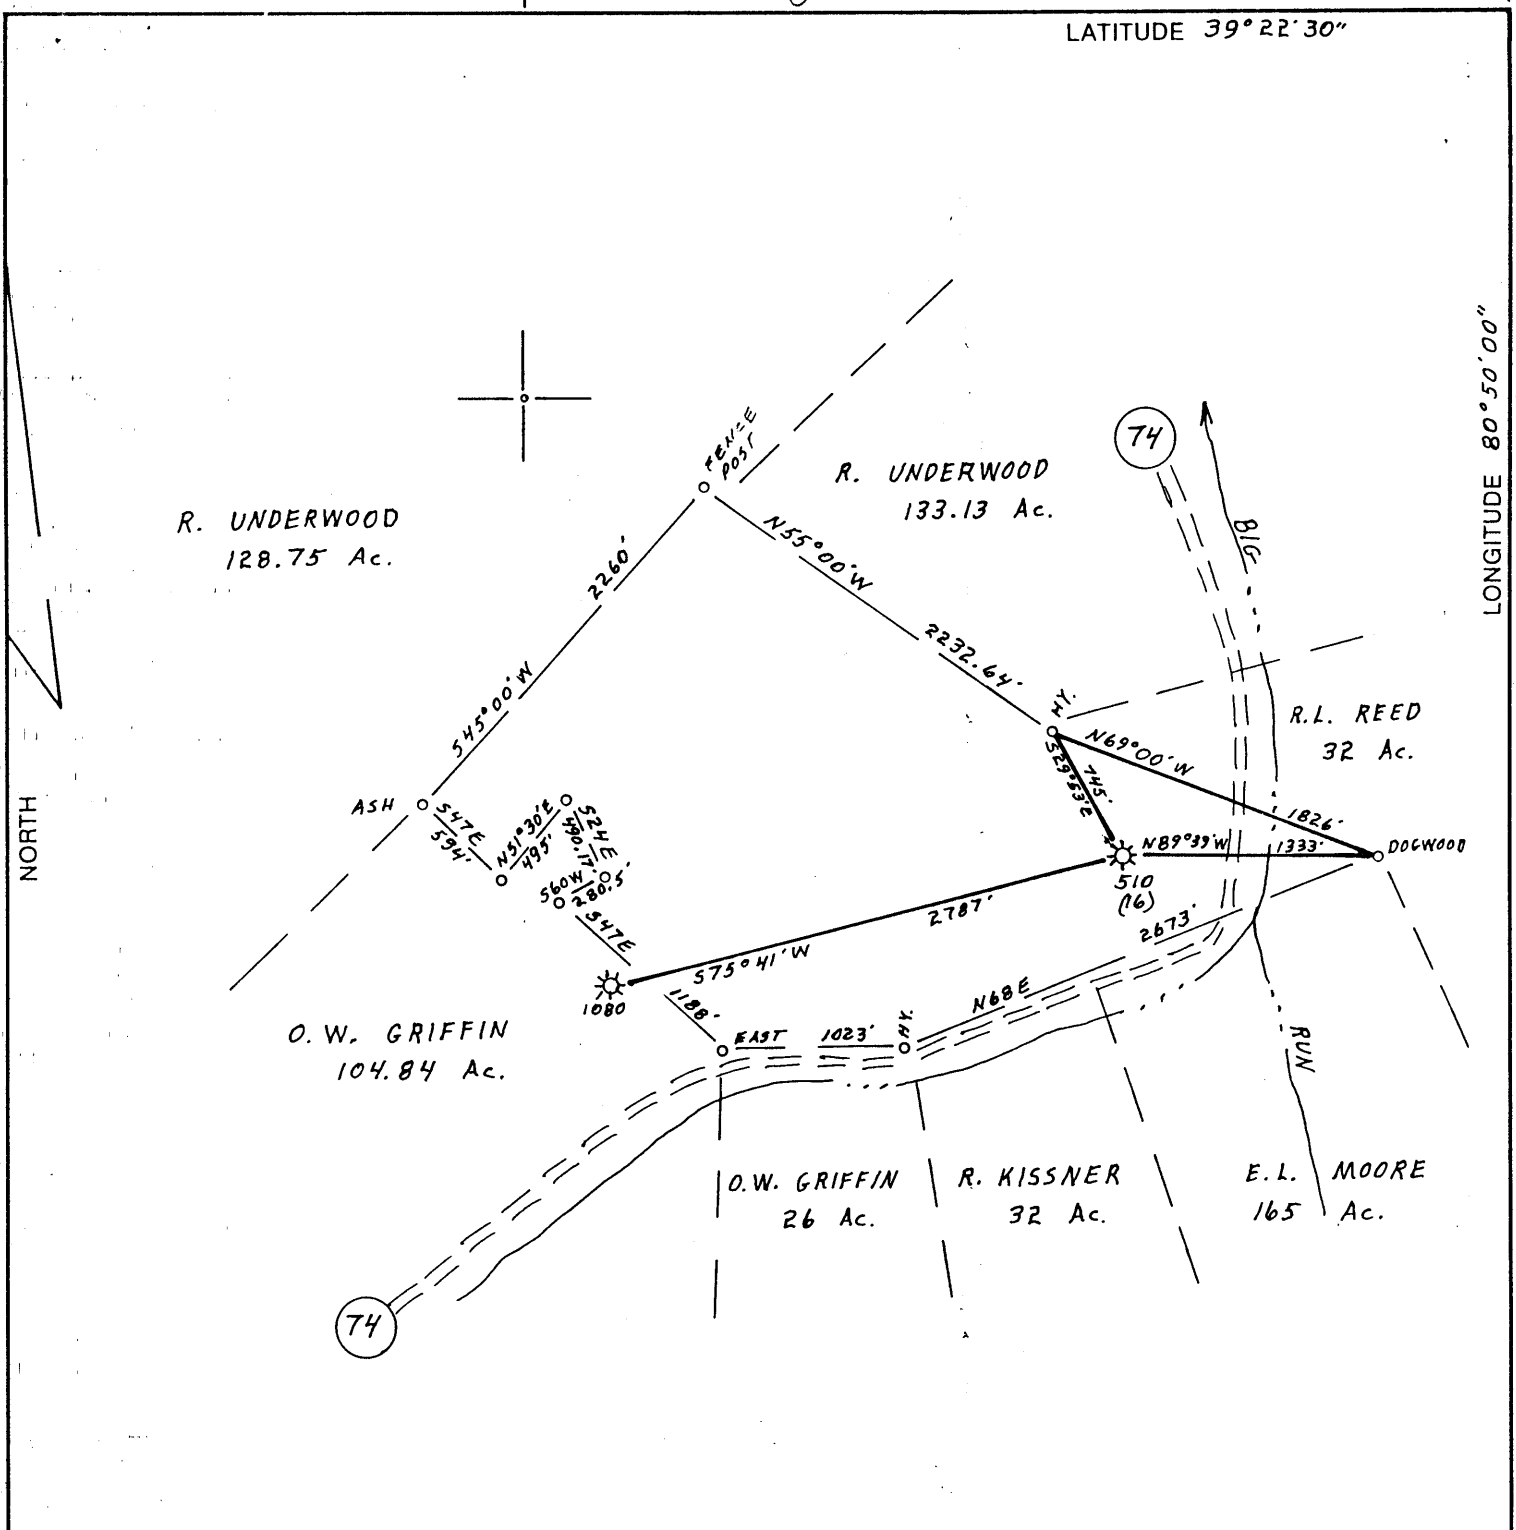 LATITUDE 39°22'30"
LONGITUDE 80°50'00"
NORTH
74
FENCE
POST
R. UNDERWOOD
133.13 Ac.
R. UNDERWOOD
128.75 Ac.
BIG
N55°00'W
2232.64'
2260'
S45°00'W
HY.
R.L. REED
32 Ac.
N69°00'W
1826'
S29°53'E
745'
ASH
S47E
594'
N51°30'E
495'
S24E
490.17'
S60W
280.5'
S47E
N89°39'W
1333'
DOGWOOD
510
(16)
2787'
S75°41'W
2673'
N68E
1080
1188'
EAST
1023'
HY.
O.W. GRIFFIN
104.84 Ac.
RUN
O.W. GRIFFIN
26 Ac.
R. KISSNER
32 Ac.
E.L. MOORE
165 Ac.
74